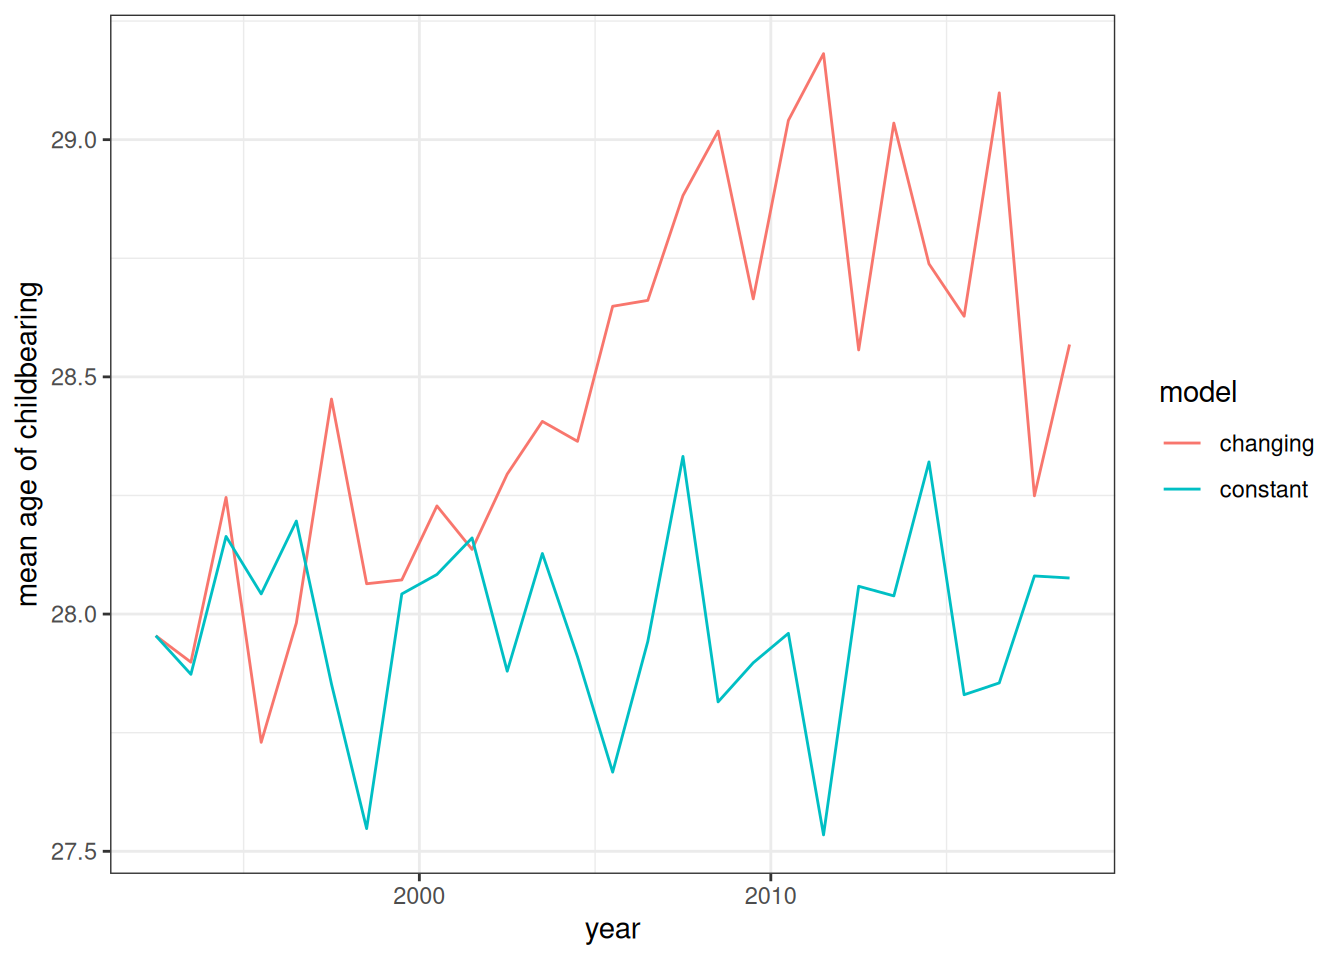 29.0
28.5
28.0
27.5
mean age of childbearing
2000
2010
year
model
changing
constant